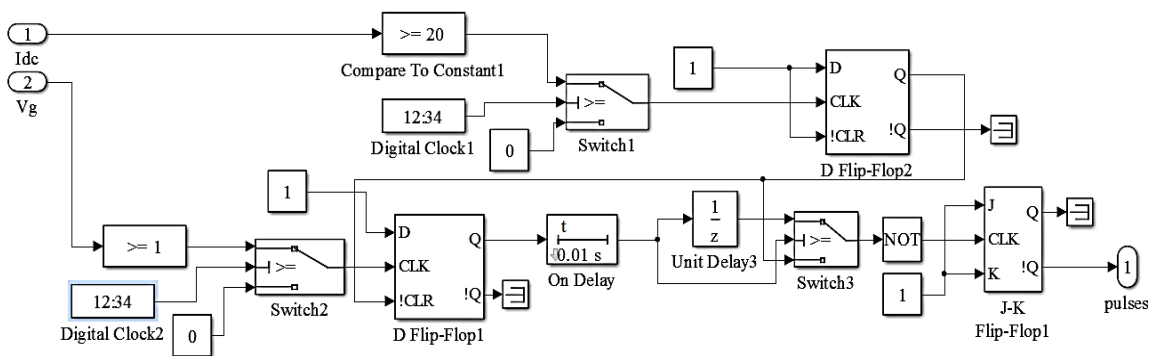 1
Idc
2
Vg
>= 20
Compare To Constant1
12:34
Digital Clock1
0
>=
Switch1
1
D
CLK
!CLR
Q
!Q
D Flip-Flop2
1
>= 1
12:34
Digital Clock2
0
>=
Switch2
D
CLK
!CLR
Q
!Q
D Flip-Flop1
t
0.01 s
On Delay
1
z
Unit Delay3
>=
Switch3
NOT
1
J
CLK
K
Q
!Q
J-K
Flip-Flop1
1
pulses